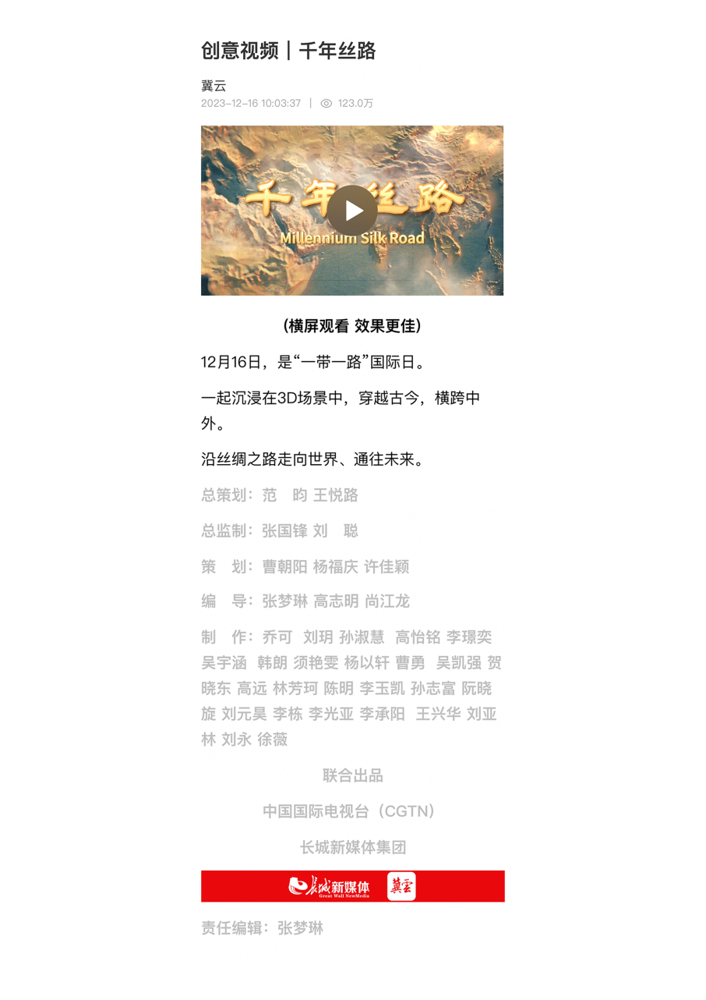 创意视频｜千年丝路
冀云
2023-12-16 10:03:37 | 123.0万
千年丝路
Millennium Silk Road
(横屏观看 效果更佳)
12月16日，是“一带一路”国际日。
一起沉浸在3D场景中，穿越古今，横跨中
外。
沿丝绸之路走向世界、通往未来。
总策划：范　昀 王悦路
总监制：张国锋 刘　聪
策　划：曹朝阳 杨福庆 许佳颖
编　导：张梦琳 高志明 尚江龙
制　作：乔可  刘玥 孙淑慧  高怡铭 李璟奕
吴宇涵  韩朗 须艳雯 杨以轩 曹勇  吴凯强 贺
晓东 高远 林芳珂 陈明 李玉凯 孙志富 阮晓
旋 刘元昊 李栋 李光亚 李承阳  王兴华 刘亚
林 刘永 徐薇
联合出品
中国国际电视台（CGTN）
长城新媒体集团
长城新媒体 冀雲
Great Wall NewMedia
责任编辑：张梦琳